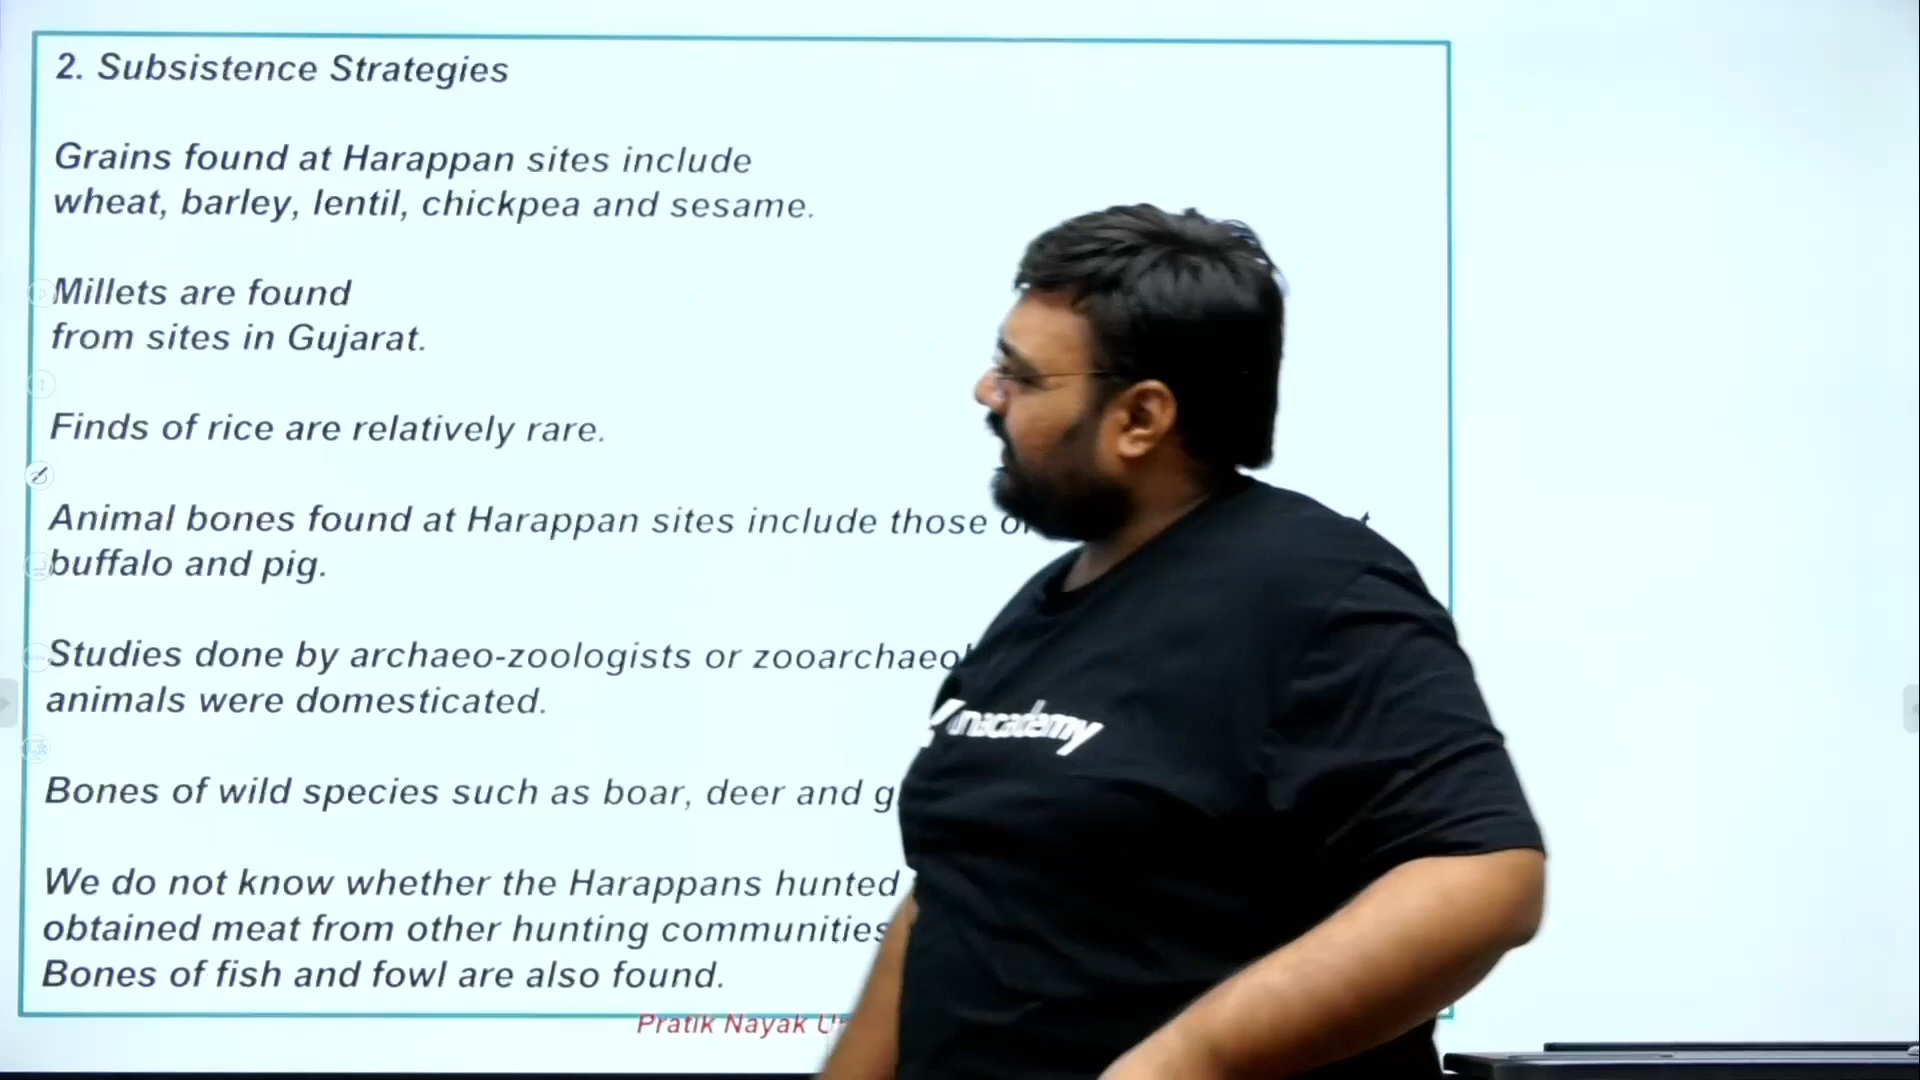 2. Subsistence Strategies
Grains found at Harappan sites include
wheat, barley, lentil, chickpea and sesame.
Millets are found
from sites in Gujarat.
Finds of rice are relatively rare.
Animal bones found at Harappan sites include those
buffalo and pig.
Studies done by archaeo-zoologists or
animals were domesticated.
Bones of wild species such as boar, deer and
We do not know whether the Harappans hunted
obtained meat from other hunting communities
Bones of fish and fowl are also found.
Pratik Nayak
unacademy